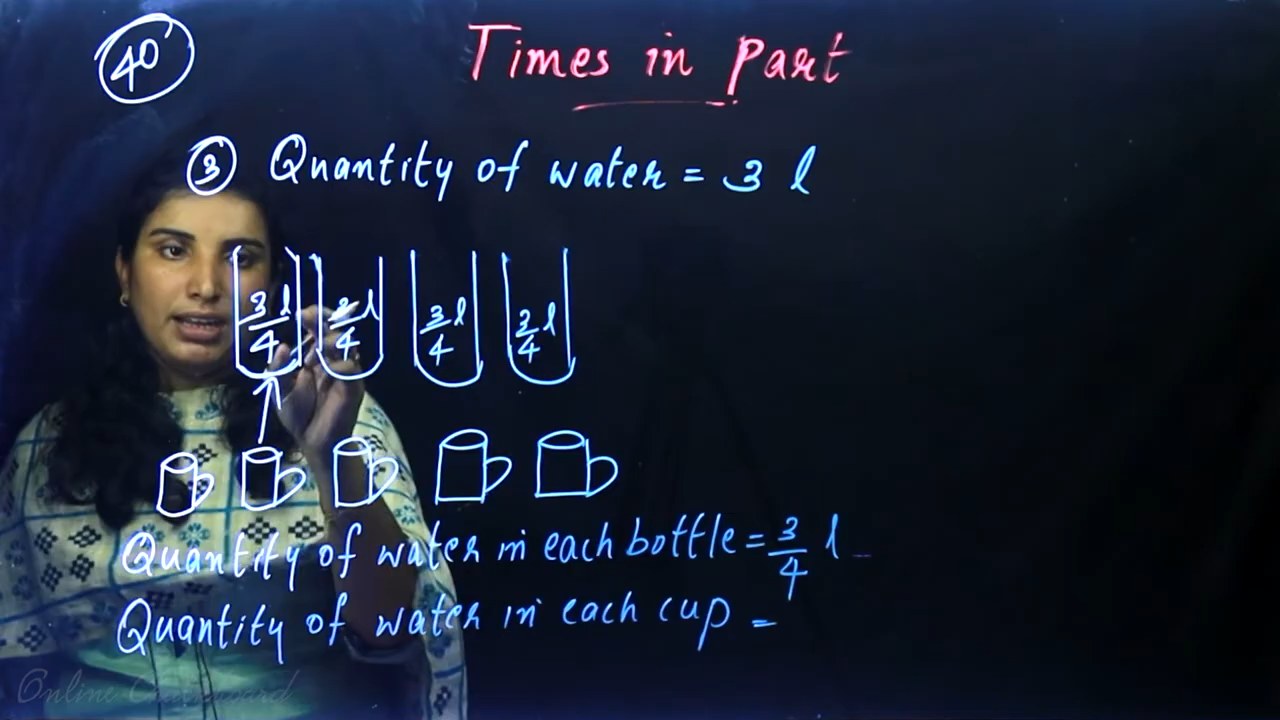 40
Times in part
3 Quantity of water = 3 l
3/4 l 3/4 l 3/4 l 3/4 l
Quantity of water in each bottle = 3/4 l
Quantity of water in each cup =
Online